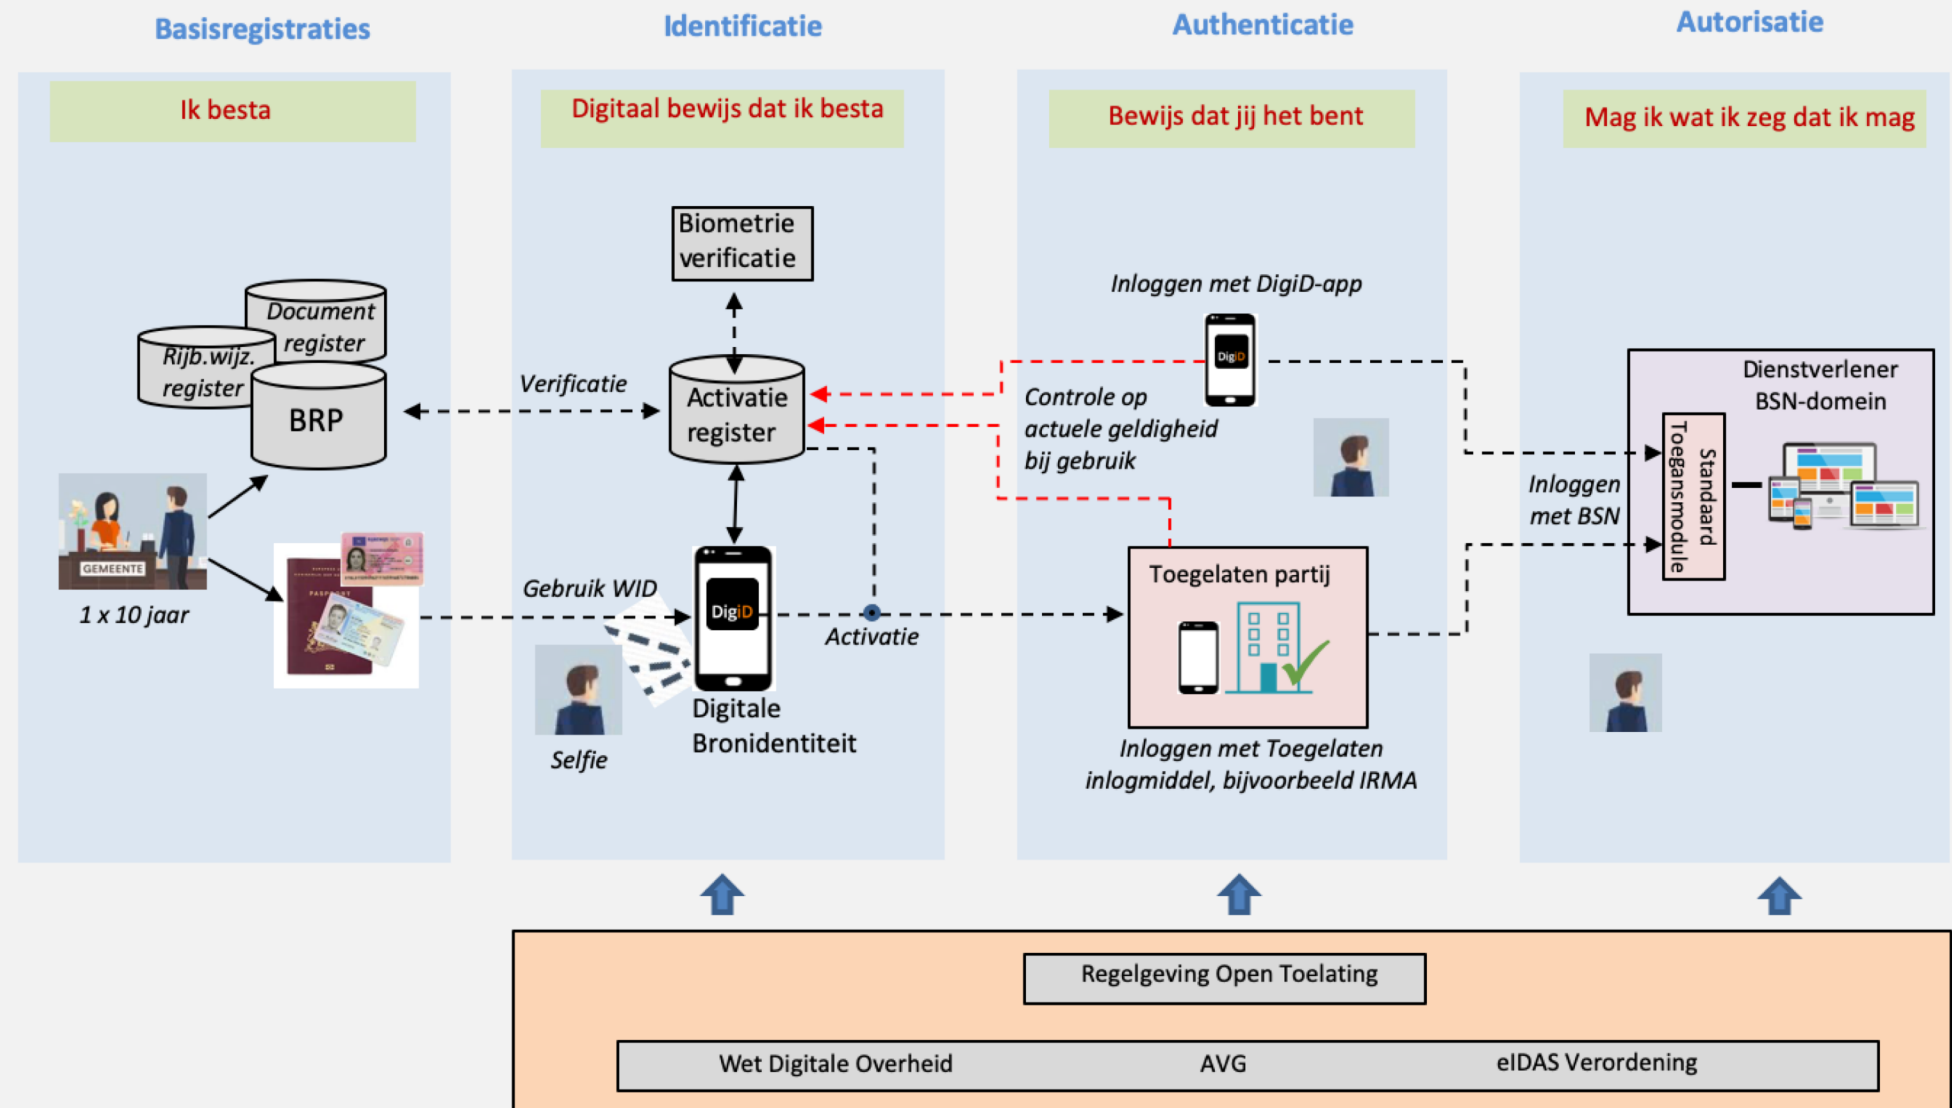 Basisregistraties
Identificatie
Authenticatie
Autorisatie
Ik besta
Digitaal bewijs dat ik besta
Bewijs dat jij het bent
Mag ik wat ik zeg dat ik mag
Document
register
Rijb.wijz.
register
BRP
GEMEENTE
1 x 10 jaar
PASPOORT
Verificatie
Gebruik WID
Biometrie
verificatie
Activatie
register
DigiD
Activatie
Selfie
Digitale
Bronidentiteit
Inloggen met DigiD-app
DigiD
Controle op
actuele geldigheid
bij gebruik
Toegelaten partij
Inloggen met Toegelaten
inlogmiddel, bijvoorbeeld IRMA
Inloggen
met BSN
Dienstverlener
BSN-domein
Standaard
Toegansmodule
Regelgeving Open Toelating
Wet Digitale Overheid
AVG
eIDAS Verordening